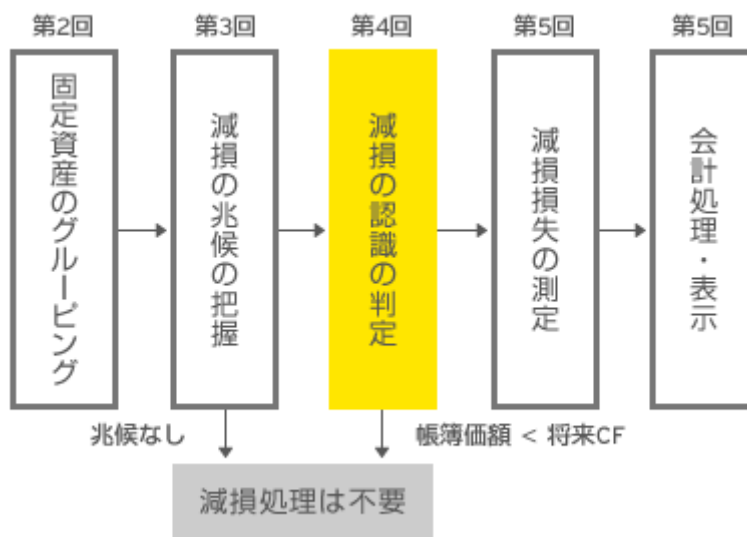 第2回
第3回
第4回
第5回
第5回
固定資産のグルーピング
減損の兆候の把握
減損の認識の判定
減損損失の測定
会計処理・表示
兆候なし
帳簿価額 < 将来CF
減損処理は不要